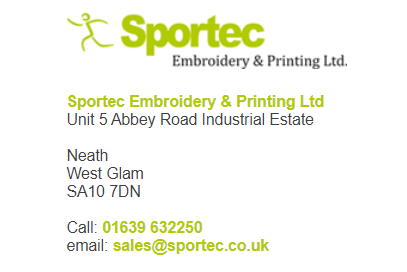 Sportec
Embroidery & Printing Ltd.
Sportec Embroidery & Printing Ltd
Unit 5 Abbey Road Industrial Estate
Neath
West Glam
SA10 7DN
Call: 01639 632250
email: sales@sportec.co.uk